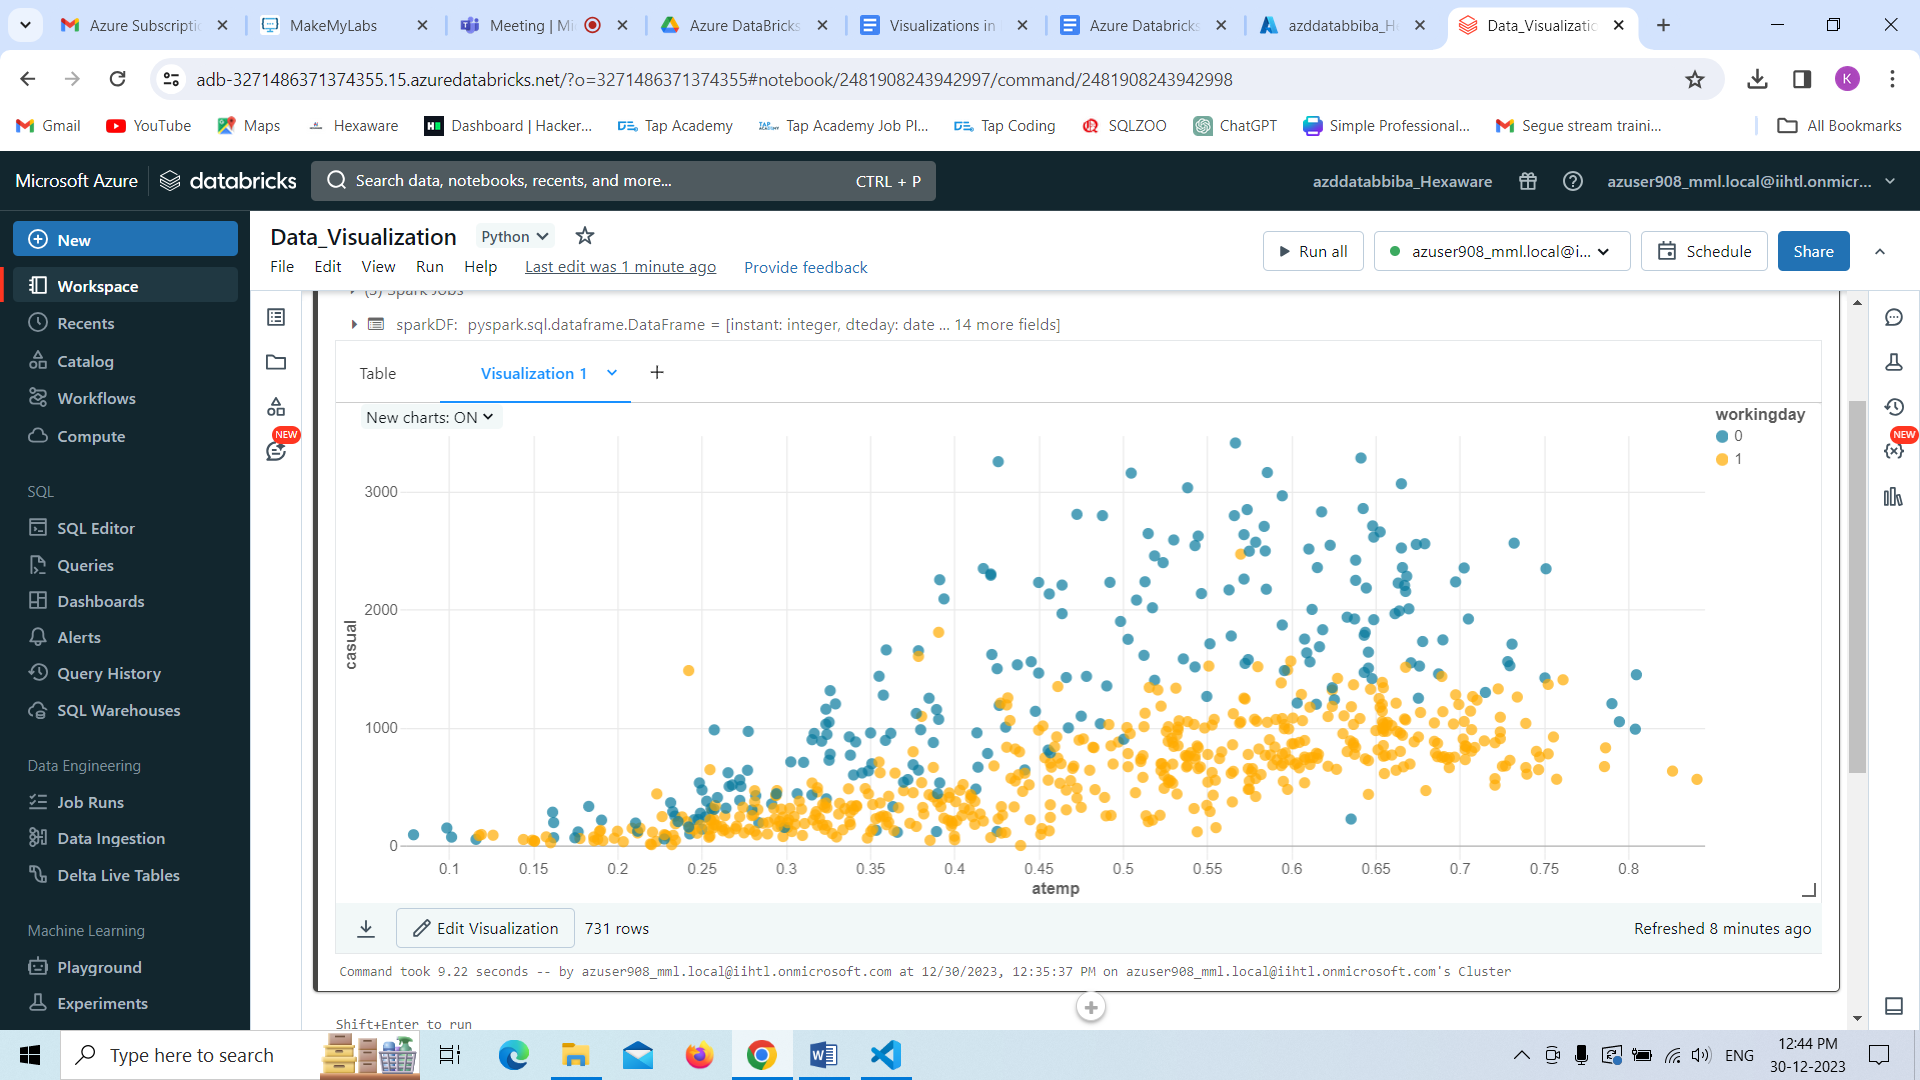 Azure Subscripti
MakeMyLabs
Meeting | Mi
Azure DataBricks
Visualizations in
Azure Databricks
azddatabbiba_He
Data_Visualizatio
adb-3271486371374355.15.azuredatabricks.net/?o=3271486371374355#notebook/2481908243942997/command/2481908243942998
K
Gmail
YouTube
Maps
Hexaware
Dashboard | Hacker...
Tap Academy
Tap Academy Job Pl...
Tap Coding
SQLZOO
ChatGPT
Simple Professional...
Segue stream traini...
All Bookmarks
Microsoft Azure
databricks
Search data, notebooks, recents, and more...
CTRL + P
azddatabbiba_Hexaware
azuser908_mml.local@iihtl.onmicr...
New
Workspace
Recents
Catalog
Workflows
Compute
SQL
SQL Editor
Queries
Dashboards
Alerts
Query History
SQL Warehouses
Data Engineering
Job Runs
Data Ingestion
Delta Live Tables
Machine Learning
Playground
Experiments
Data_Visualization
Python
File
Edit
View
Run
Help
Last edit was 1 minute ago
Provide feedback
Run all
azuser908_mml.local@i...
Schedule
Share
NEW
NEW
(3) Spark Jobs
sparkDF: pyspark.sql.dataframe.DataFrame = [instant: integer, dteday: date ... 14 more fields]
Table
Visualization 1
New charts: ON
workingday
0
1
casual
3000
2000
1000
0
0.1
0.15
0.2
0.25
0.3
0.35
0.4
0.45
0.5
0.55
0.6
0.65
0.7
0.75
0.8
atemp
Edit Visualization
731 rows
Refreshed 8 minutes ago
Command took 9.22 seconds -- by azuser908_mml.local@iihtl.onmicrosoft.com at 12/30/2023, 12:35:37 PM on azuser908_mml.local@iihtl.onmicrosoft.com's Cluster
Shift+Enter to run
Type here to search
ENG
12:44 PM
30-12-2023